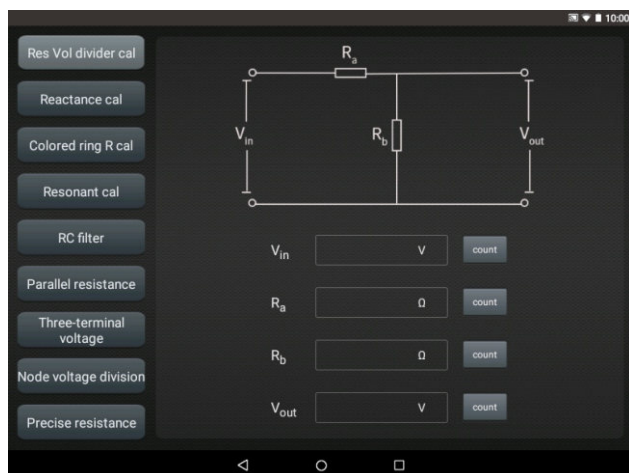 10:00
Res Vol divider cal
Reactance cal
Colored ring R cal
Resonant cal
RC filter
Parallel resistance
Three-terminal
voltage
Node voltage division
Precise resistance
Ra
Vin
Rb
Vout
Vin V count
Ra Ω count
Rb Ω count
Vout V count